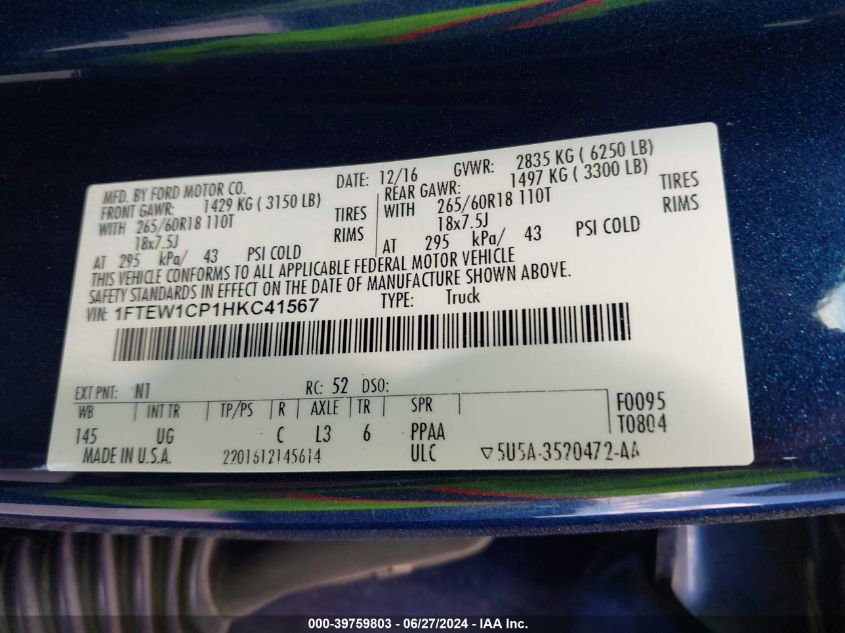 MFD. BY FORD MOTOR CO. DATE: 12/16 GVWR: 2835 KG ( 6250 LB)
FRONT GAWR: 1429 KG ( 3150 LB) REAR GAWR: 1497 KG ( 3300 LB)
WITH 265/60R18 110T TIRES WITH 265/60R18 110T TIRES
18x7.5J RIMS 18x7.5J RIMS
AT 295 kPa/ 43 PSI COLD AT 295 kPa/ 43 PSI COLD
THIS VEHICLE CONFORMS TO ALL APPLICABLE FEDERAL MOTOR VEHICLE
SAFETY STANDARDS IN EFFECT ON THE DATE OF MANUFACTURE SHOWN ABOVE.
VIN: 1FTEW1CP1HKC41567 TYPE: Truck
EXT PNT: N1 RC: 52 DSO:
WB INT TR TP/PS R AXLE TR SPR F0095
145 UG C L3 6 PPAA T0804
MADE IN U.S.A. 2201612145614 ULC ▽5U5A-3520472-AA
000-39759803 - 06/27/2024 - IAA Inc.